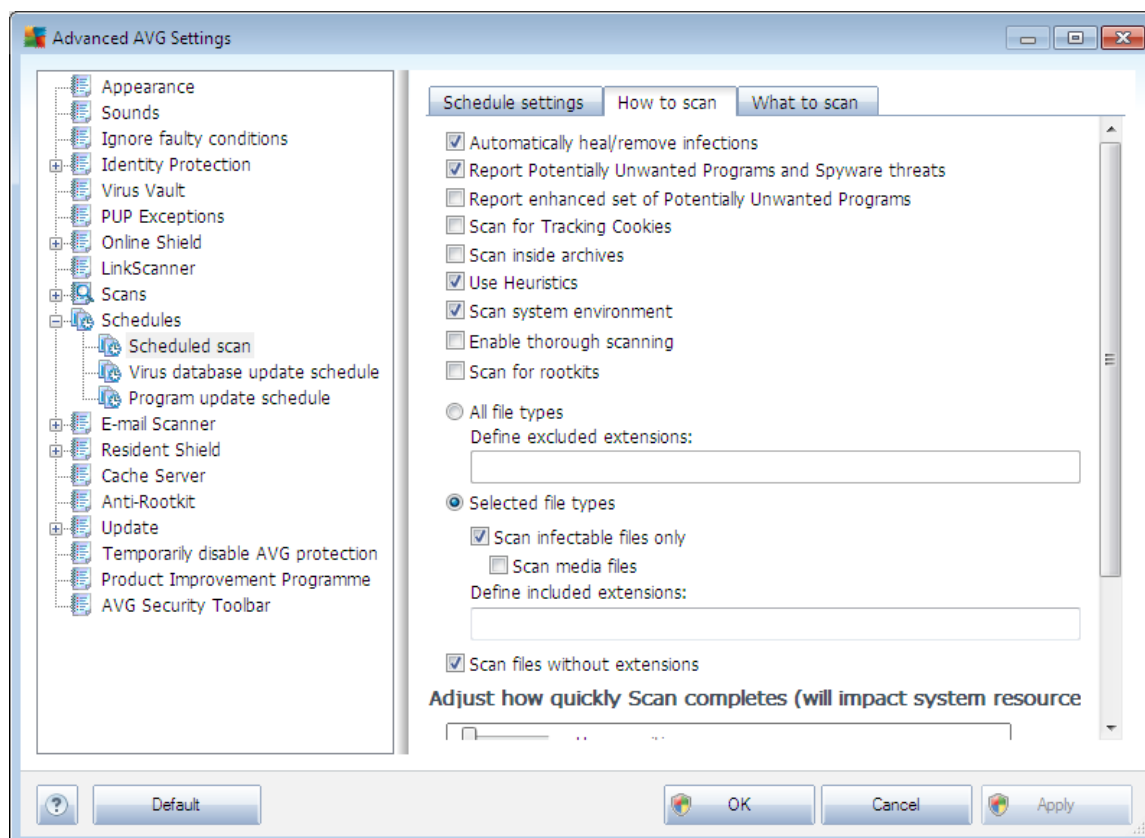 Advanced AVG Settings
Appearance
Sounds
Ignore faulty conditions
Identity Protection
Virus Vault
PUP Exceptions
Online Shield
LinkScanner
Scans
Schedules
Scheduled scan
Virus database update schedule
Program update schedule
E-mail Scanner
Resident Shield
Cache Server
Anti-Rootkit
Update
Temporarily disable AVG protection
Product Improvement Programme
AVG Security Toolbar
Schedule settings
How to scan
What to scan
Automatically heal/remove infections
Report Potentially Unwanted Programs and Spyware threats
Report enhanced set of Potentially Unwanted Programs
Scan for Tracking Cookies
Scan inside archives
Use Heuristics
Scan system environment
Enable thorough scanning
Scan for rootkits
All file types
Define excluded extensions:
Selected file types
Scan infectable files only
Scan media files
Define included extensions:
Scan files without extensions
Adjust how quickly Scan completes (will impact system resource
?
Default
OK
Cancel
Apply